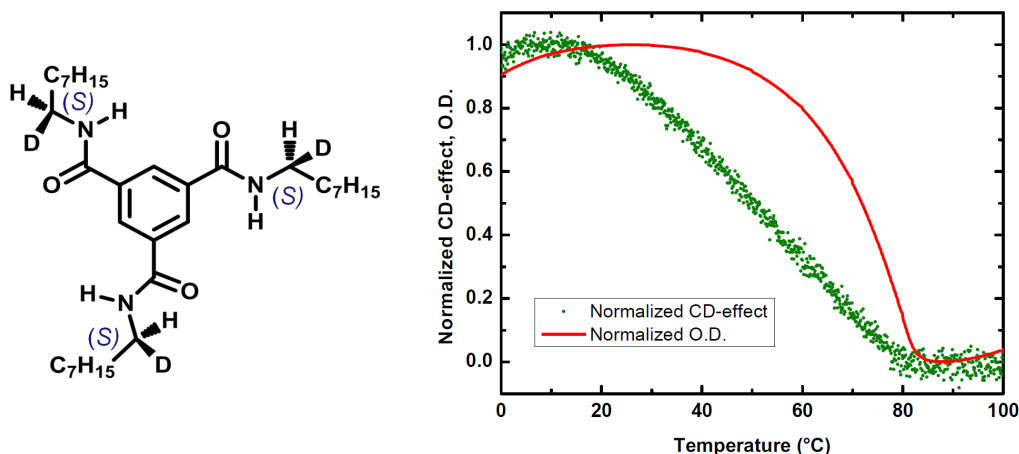 C7H15
H
(S)
N
H
D
O
O
H
D
N
H
(S)
C7H15
H
N
O
(S)
H
C7H15
D
Normalized CD-effect, O.D.
1.0
0.8
0.6
0.4
0.2
0.0
Normalized CD-effect
Normalized O.D.
0
20
40
60
80
100
Temperature (°C)